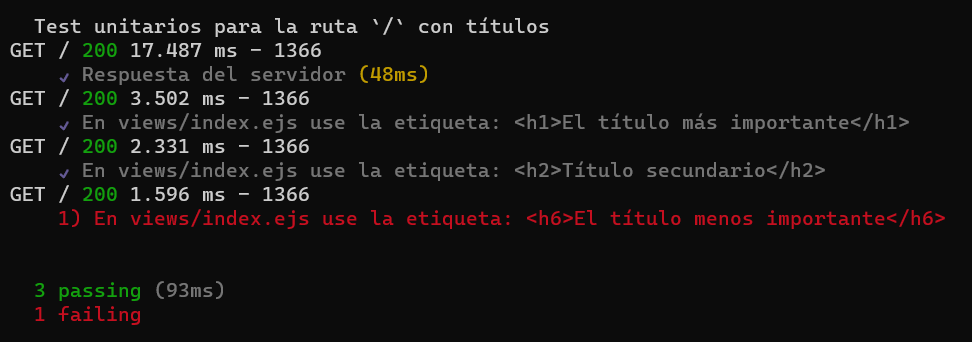 Test unitarios para la ruta `/` con títulos
GET / 200 17.487 ms - 1366
✓ Respuesta del servidor (48ms)
GET / 200 3.502 ms - 1366
✓ En views/index.ejs use la etiqueta: <h1>El título más importante</h1>
GET / 200 2.331 ms - 1366
✓ En views/index.ejs use la etiqueta: <h2>Título secundario</h2>
GET / 200 1.596 ms - 1366
1) En views/index.ejs use la etiqueta: <h6>El título menos importante</h6>
3 passing (93ms)
1 failing